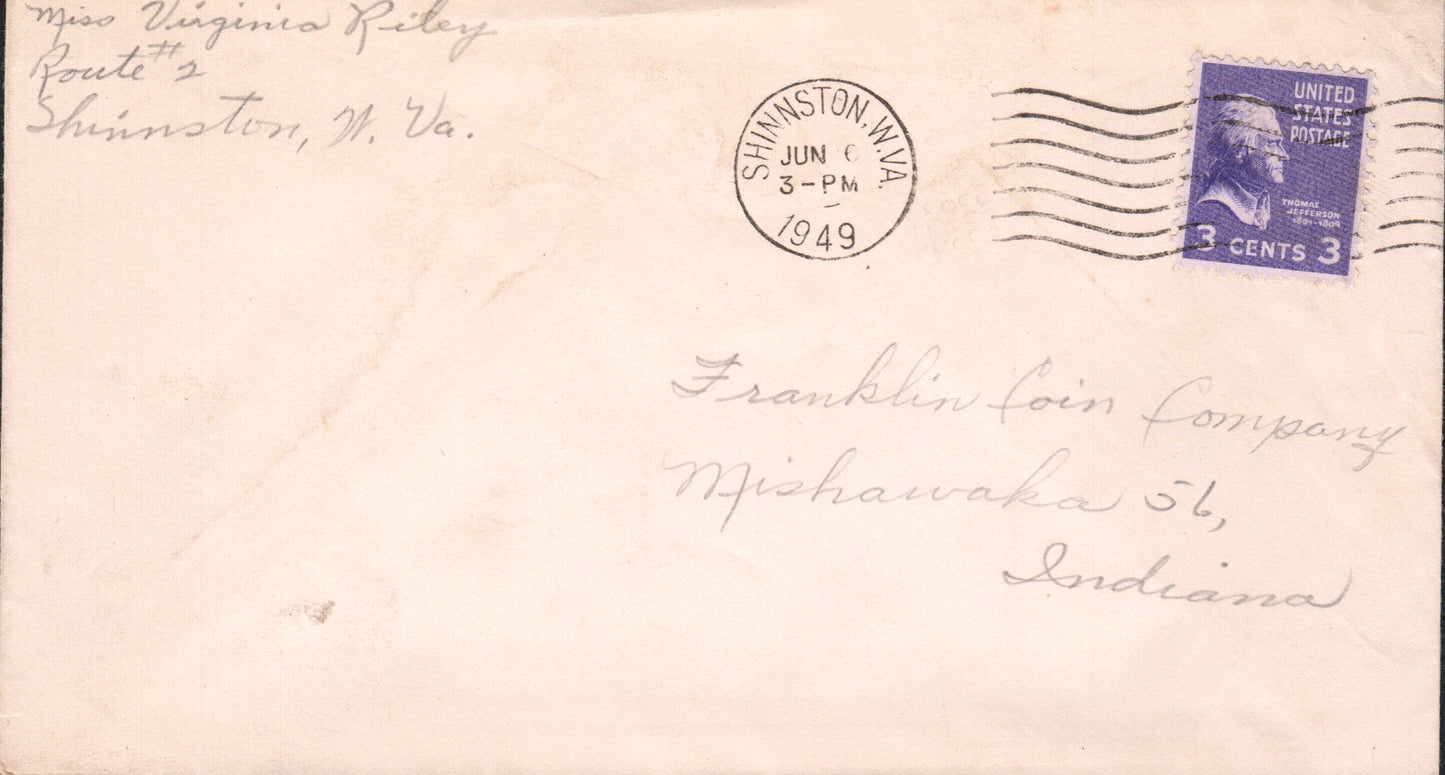 Miss Virginia Riley
Route #2
Shinnston, W. Va.
SHINNSTON, W.VA.
JUN 6
3-PM
1949
UNITED
STATES
POSTAGE
THOMAS
JEFFERSON
1801-1809
3 CENTS 3
Franklin Coin Company
Mishawaka 56,
Indiana